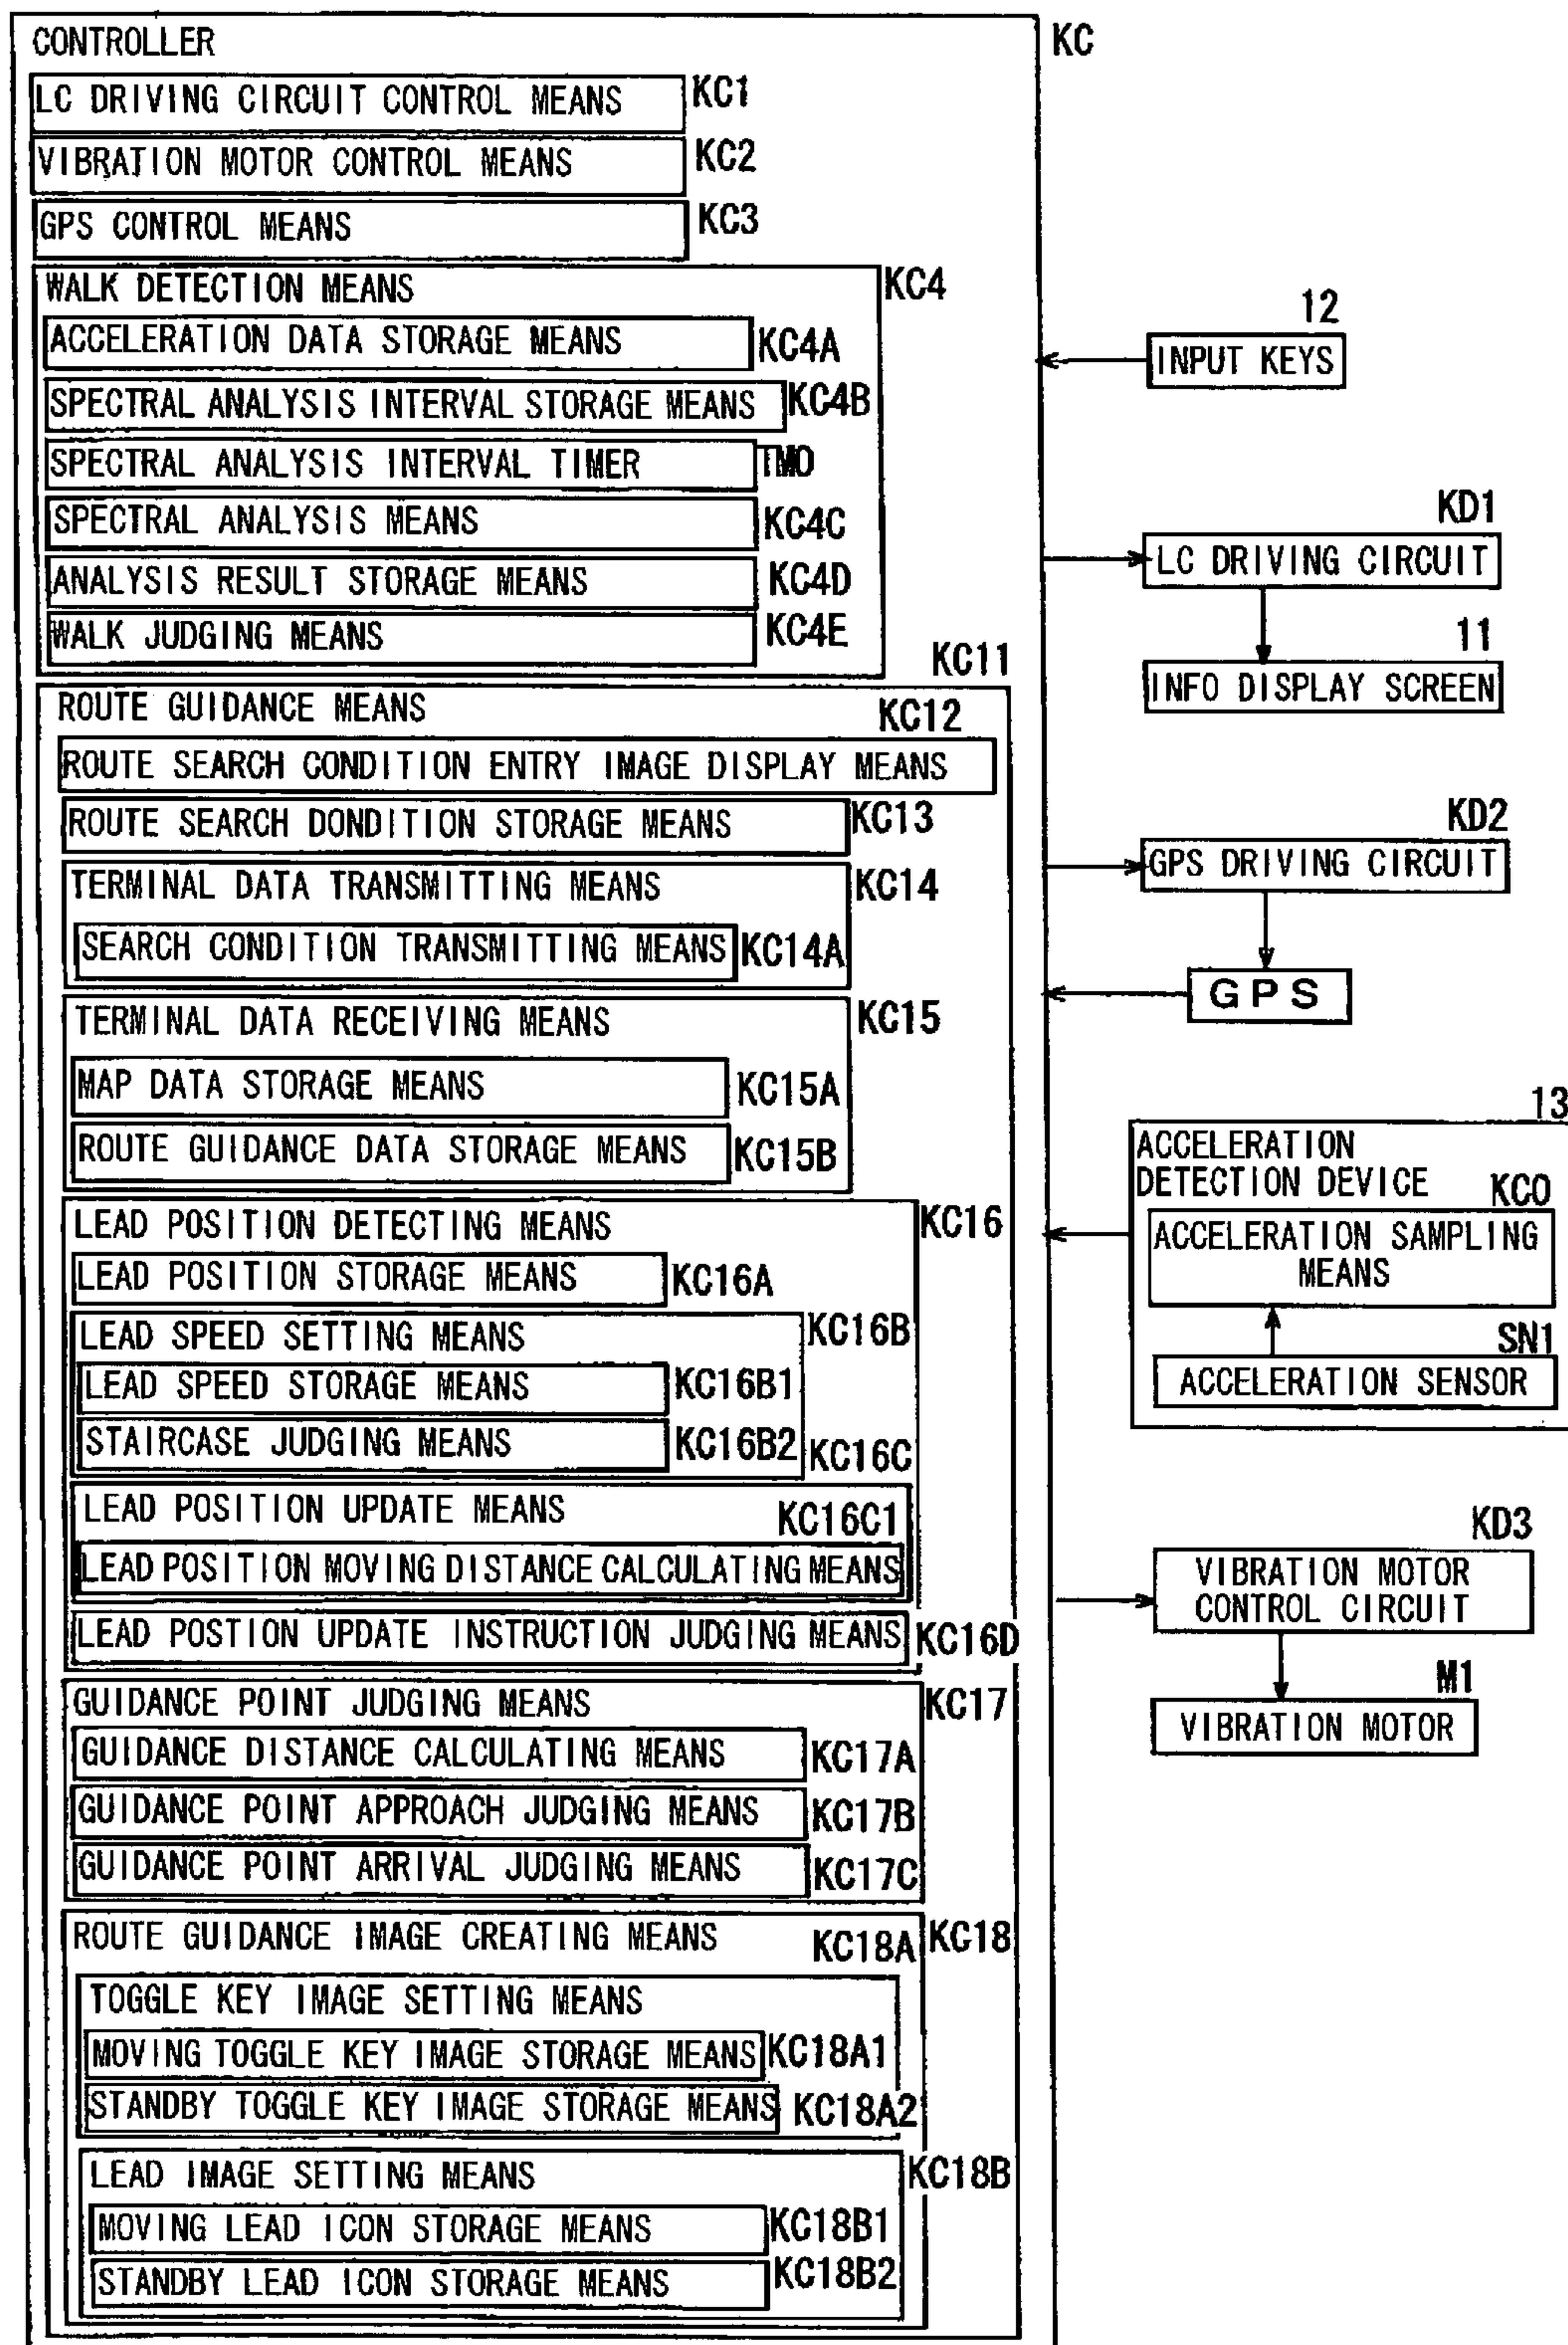 CONTROLLER
KC
LC DRIVING CIRCUIT CONTROL MEANS
KC1
VIBRATION MOTOR CONTROL MEANS
KC2
GPS CONTROL MEANS
KC3
WALK DETECTION MEANS
KC4
ACCELERATION DATA STORAGE MEANS
KC4A
SPECTRAL ANALYSIS INTERVAL STORAGE MEANS
KC4B
SPECTRAL ANALYSIS INTERVAL TIMER
TM0
SPECTRAL ANALYSIS MEANS
KC4C
ANALYSIS RESULT STORAGE MEANS
KC4D
WALK JUDGING MEANS
KC4E
KC11
ROUTE GUIDANCE MEANS
KC12
ROUTE SEARCH CONDITION ENTRY IMAGE DISPLAY MEANS
ROUTE SEARCH DONDITION STORAGE MEANS
KC13
TERMINAL DATA TRANSMITTING MEANS
KC14
SEARCH CONDITION TRANSMITTING MEANS
KC14A
TERMINAL DATA RECEIVING MEANS
KC15
MAP DATA STORAGE MEANS
KC15A
ROUTE GUIDANCE DATA STORAGE MEANS
KC15B
LEAD POSITION DETECTING MEANS
KC16
LEAD POSITION STORAGE MEANS
KC16A
LEAD SPEED SETTING MEANS
KC16B
LEAD SPEED STORAGE MEANS
KC16B1
STAIRCASE JUDGING MEANS
KC16B2
KC16C
LEAD POSITION UPDATE MEANS
KC16C1
LEAD POSITION MOVING DISTANCE CALCULATING MEANS
LEAD POSTION UPDATE INSTRUCTION JUDGING MEANS
KC16D
GUIDANCE POINT JUDGING MEANS
KC17
GUIDANCE DISTANCE CALCULATING MEANS
KC17A
GUIDANCE POINT APPROACH JUDGING MEANS
KC17B
GUIDANCE POINT ARRIVAL JUDGING MEANS
KC17C
ROUTE GUIDANCE IMAGE CREATING MEANS
KC18A
KC18
TOGGLE KEY IMAGE SETTING MEANS
MOVING TOGGLE KEY IMAGE STORAGE MEANS
KC18A1
STANDBY TOGGLE KEY IMAGE STORAGE MEANS
KC18A2
LEAD IMAGE SETTING MEANS
KC18B
MOVING LEAD ICON STORAGE MEANS
KC18B1
STANDBY LEAD ICON STORAGE MEANS
KC18B2
12
INPUT KEYS
KD1
LC DRIVING CIRCUIT
11
INFO DISPLAY SCREEN
KD2
GPS DRIVING CIRCUIT
GPS
13
ACCELERATION
DETECTION DEVICE
KC0
ACCELERATION SAMPLING
MEANS
SN1
ACCELERATION SENSOR
KD3
VIBRATION MOTOR
CONTROL CIRCUIT
M1
VIBRATION MOTOR